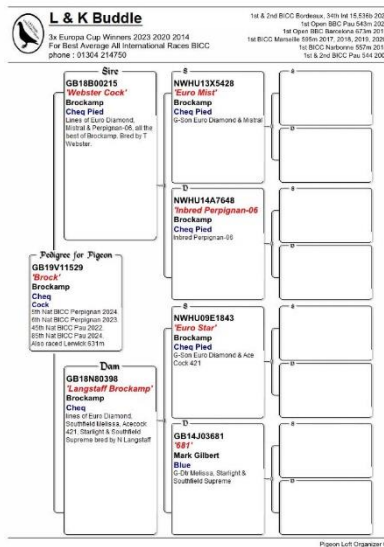 L & K Buddle
3x Europa Cup Winners 2023 2020 2014
For Best Average All International Races BICC
phone : 01304 214750
1st & 2nd BICC Bordeaux, 34th Int 15,536b
1st Open BBC Pau 543m
1st Open BBC Barcelona 673m
1st BICC Marseille 595m 2017, 2018, 2019,
1st BICC Narbonne 557m
1st & 2nd BICC Pau 544
Sire
GB18B00215
'Webster Cock'
Brockamp
Cheq Pied
Lines of Euro Diamond,
Mistral & Perpignan-06, all the
best of Brockamp. Bred by T
Webster.
S
NWHU13X5428
'Euro Mist'
Brockamp
Cheq Pied
G-Son Euro Diamond & Mistral
S
D
D
NWHU14A7648
'Inbred Perpignan-06
Brockamp
Cheq Pied
Inbred Perpignan-06
S
D
Pedigree for Pigeon
GB19V11529
'Brock'
Brockamp
Cheq
Cock
5th Nat BICC Perpignan 2024.
6th Nat BICC Perpignan 2023.
45th Nat BICC Pau 2022.
85th Nat BICC Pau 2024.
Also raced Lerwick 631m
S
NWHU09E1843
'Euro Star'
Brockamp
Cheq Pied
G-Son Euro Diamond & Ace
Cock 421
S
D
Dam
GB18N80398
'Langstaff Brockamp'
Brockamp
Cheq
lines of Euro Diamond,
Southfield Melissa, Acecock
421, Starlight & Southfield
Supreme bred by N Langstaff
D
GB14J03681
'681'
Mark Gilbert
Blue
G-Dtr Melissa, Starlight &
Southfield Supreme
S
D
Pigeon Loft Organizer